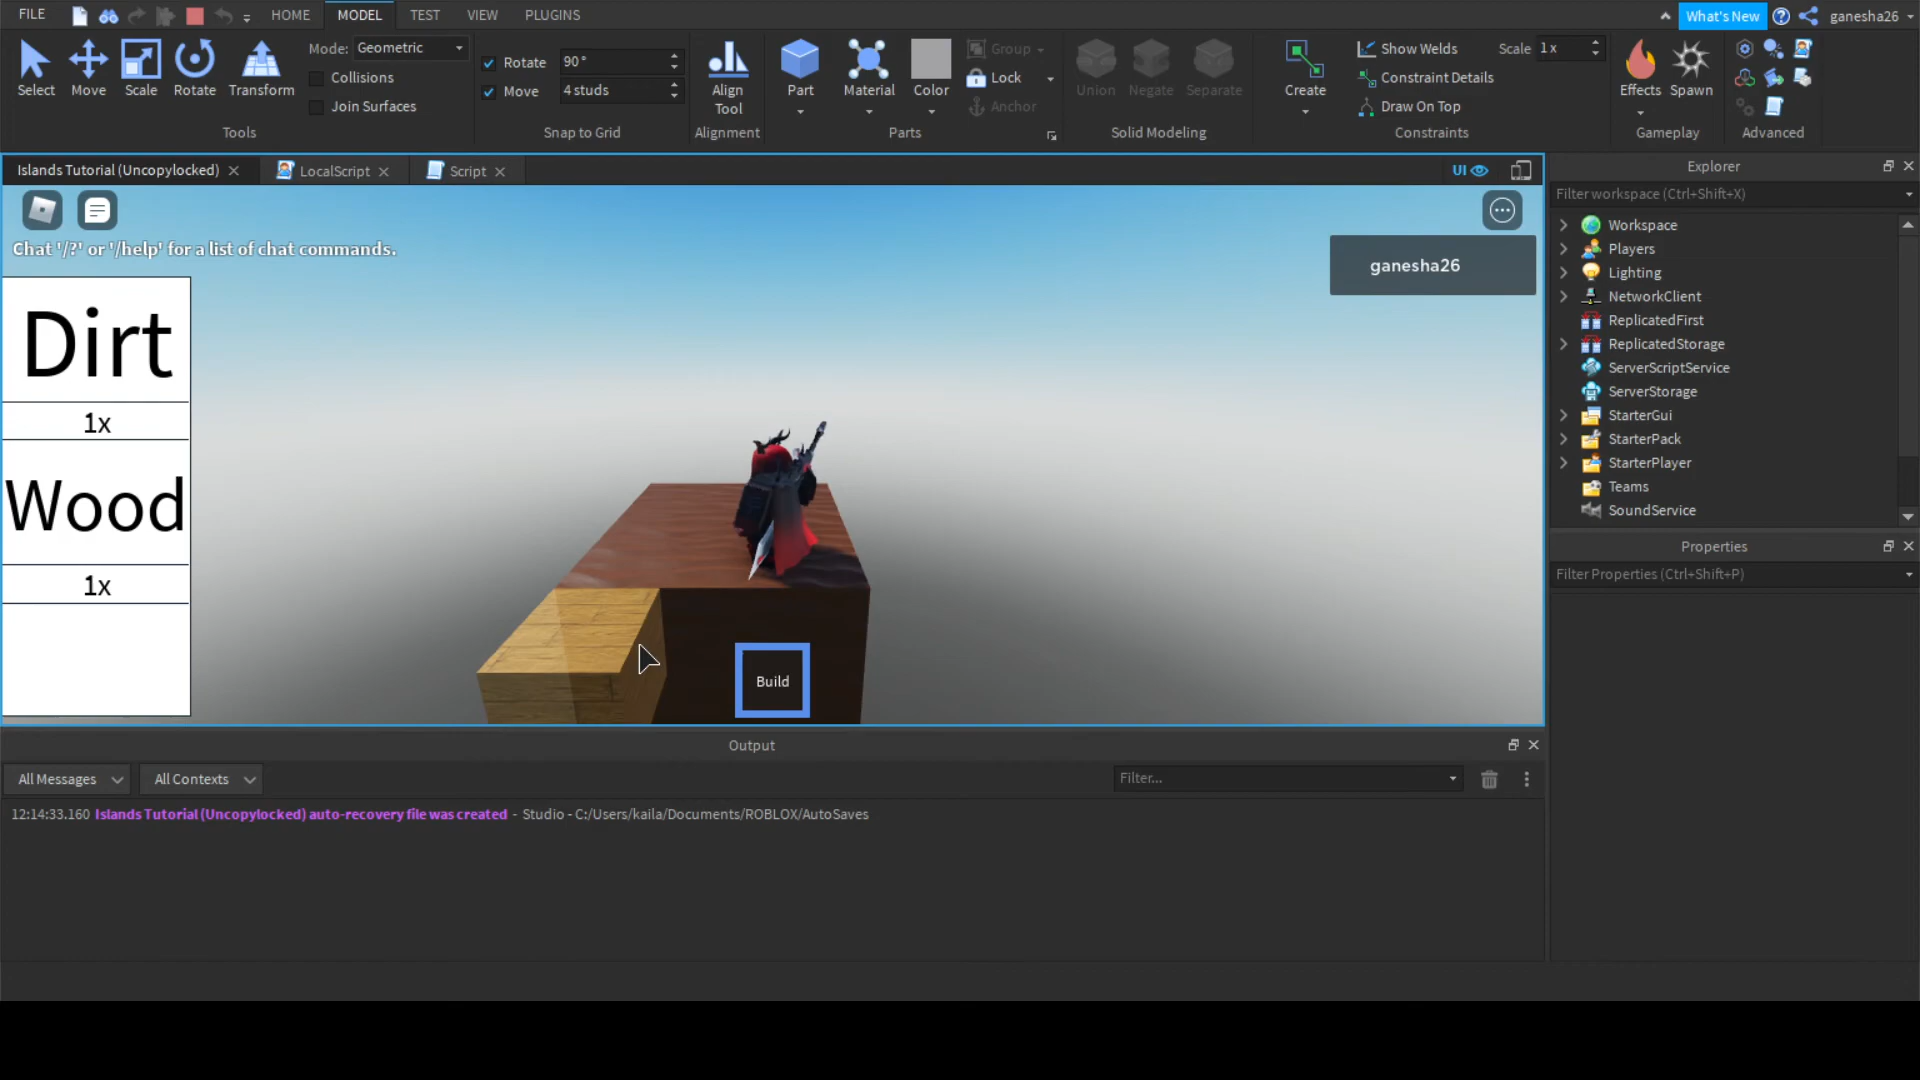 FILE
HOME
MODEL
TEST
VIEW
PLUGINS
What's New
ganesha26
Select
Move
Scale
Rotate
Transform
Mode: Geometric
Collisions
Join Surfaces
Tools
Rotate 90°
Move 4 studs
Snap to Grid
Align
Tool
Alignment
Part
Material
Color
Group
Lock
Anchor
Parts
Union
Negate
Separate
Solid Modeling
Create
Show Welds
Scale 1 x
Constraint Details
Draw On Top
Constraints
Effects
Spawn
Gameplay
Advanced
Islands Tutorial (Uncopylocked)
LocalScript
Script
UI
Chat '/?' or '/help' for a list of chat commands.
ganesha26
Dirt
1x
Wood
1x
Build
Explorer
Filter workspace (Ctrl+Shift+X)
Workspace
Players
Lighting
NetworkClient
ReplicatedFirst
ReplicatedStorage
ServerScriptService
ServerStorage
StarterGui
StarterPack
StarterPlayer
Teams
SoundService
Properties
Filter Properties (Ctrl+Shift+P)
Output
All Messages
All Contexts
Filter...
12:14:33.160 Islands Tutorial (Uncopylocked) auto-recovery file was created - Studio - C:/Users/kaila/Documents/ROBLOX/AutoSaves